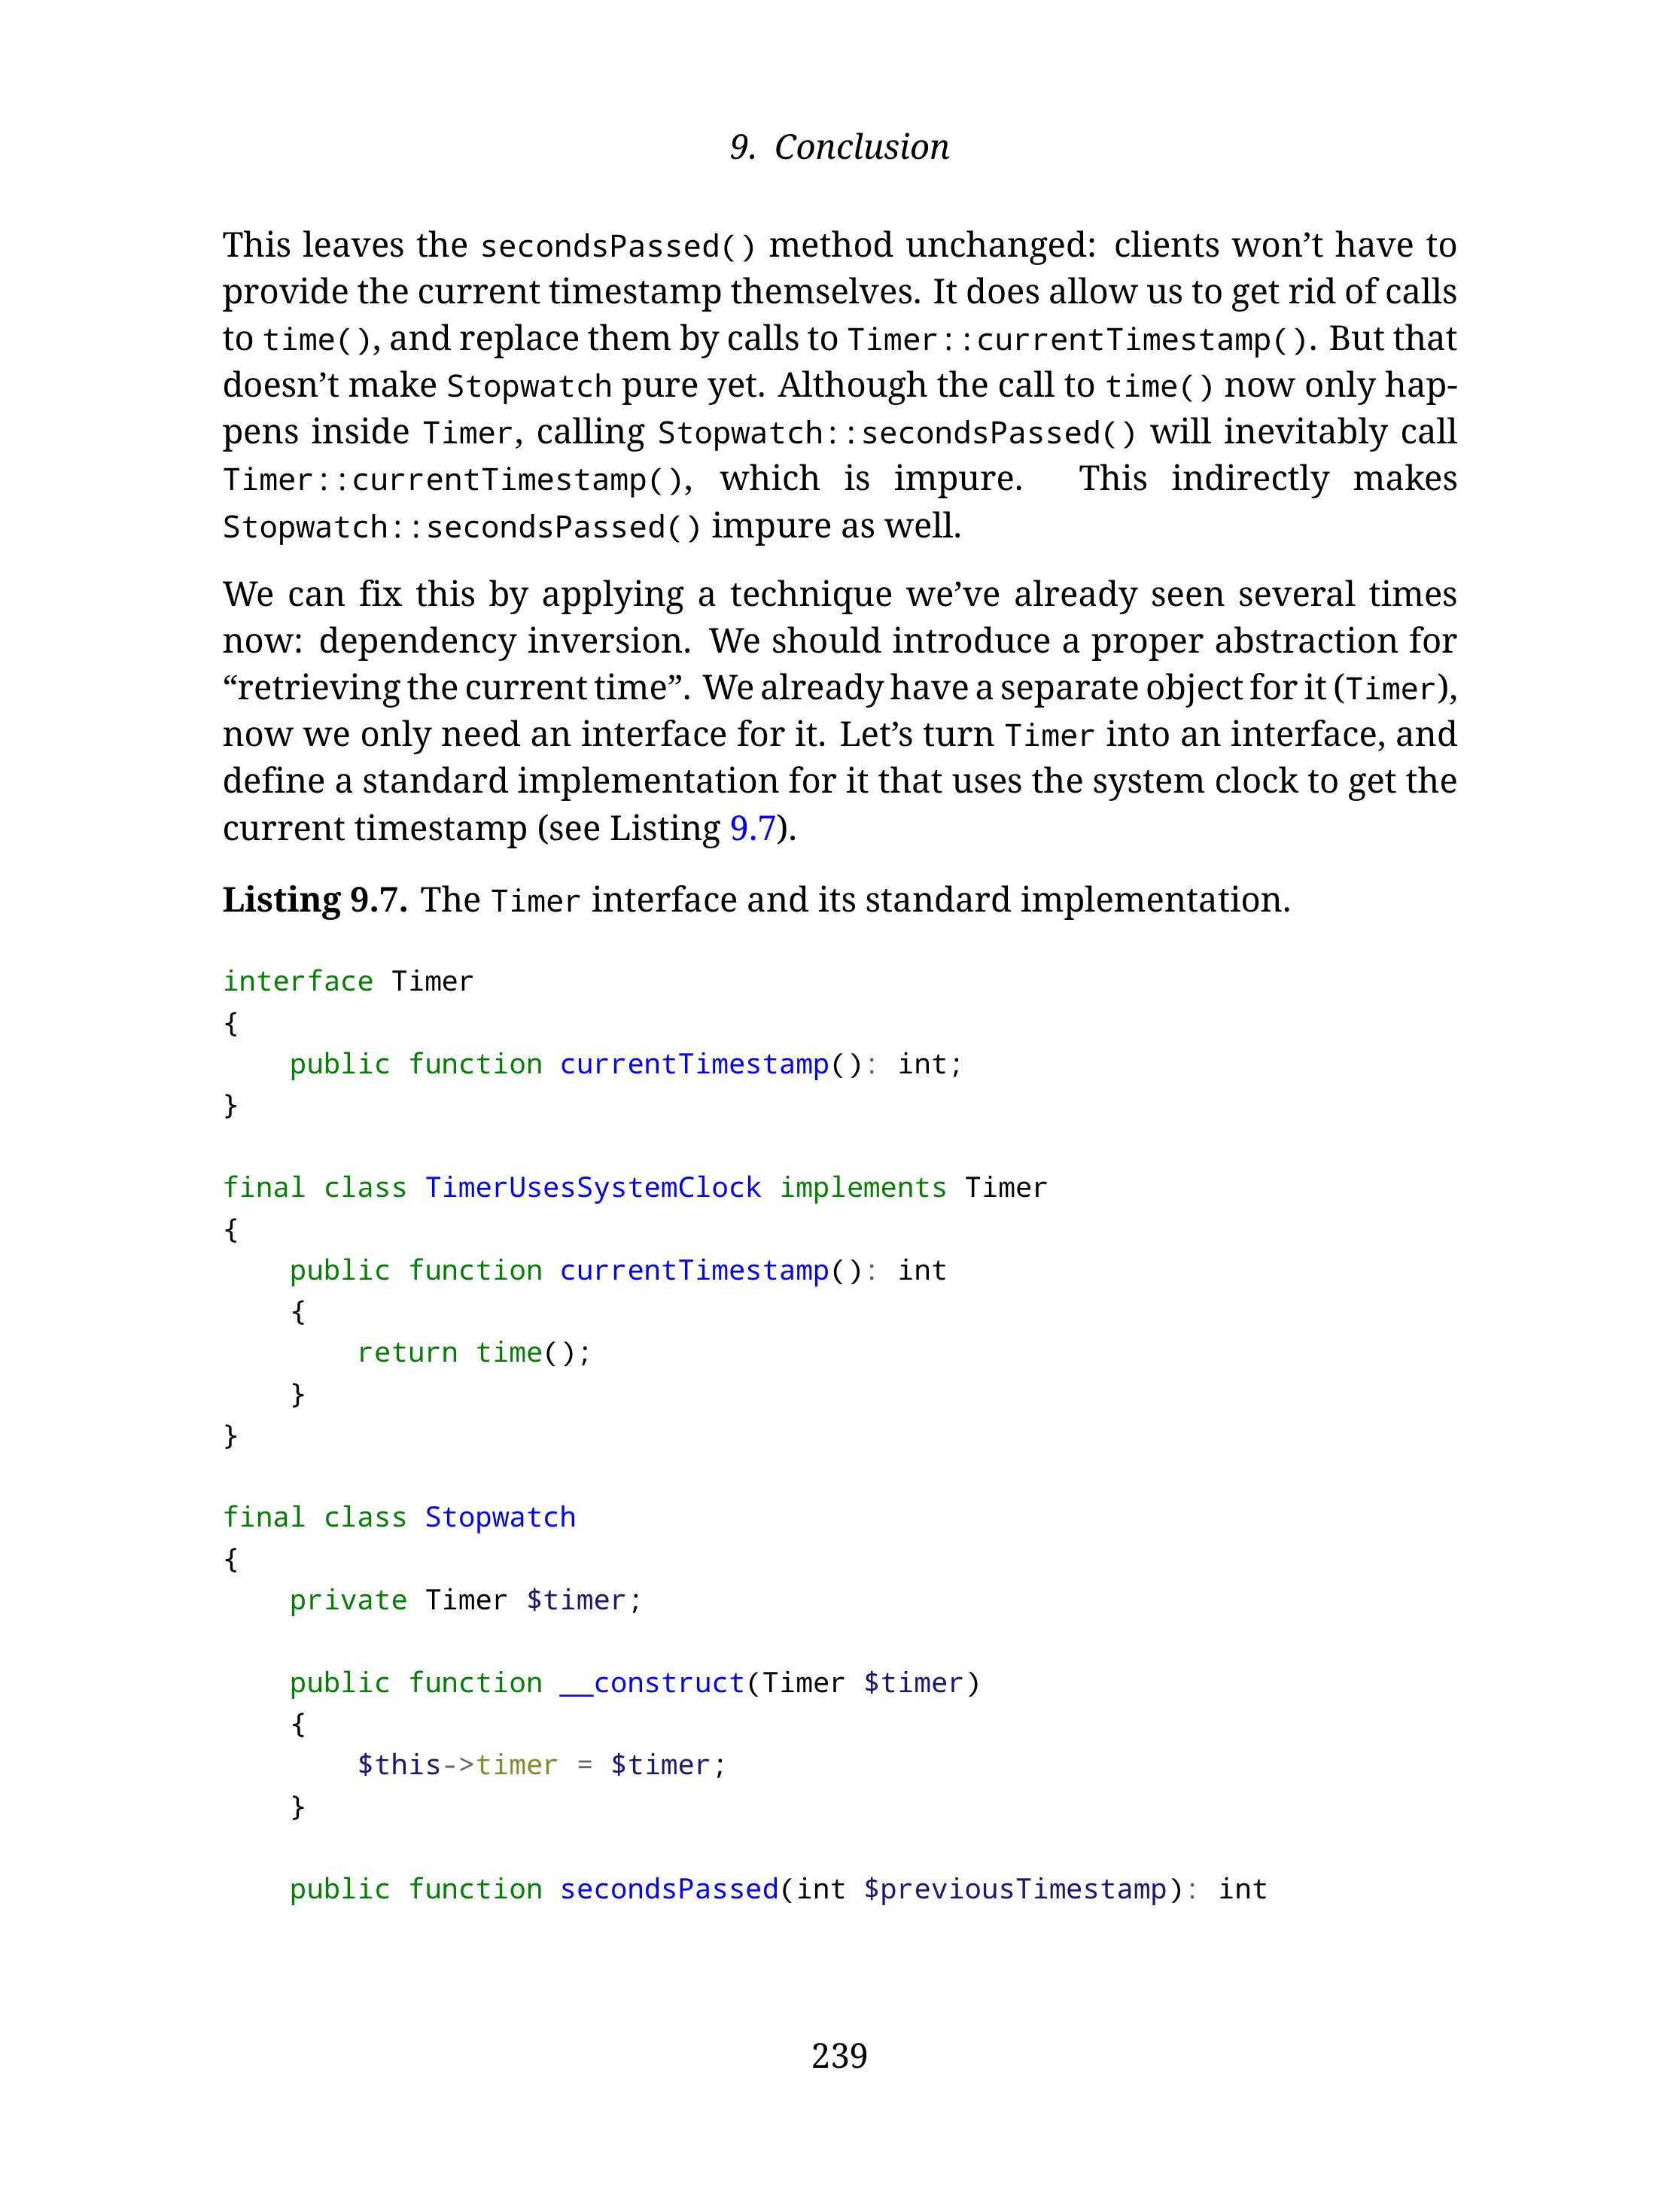 9. Conclusion
This leaves the secondsPassed() method unchanged: clients won’t have to
provide the current timestamp themselves. It does allow us to get rid of calls
to time(), and replace them by calls to Timer::currentTimestamp(). But that
doesn’t make Stopwatch pure yet. Although the call to time() now only hap-
pens inside Timer, calling Stopwatch::secondsPassed() will inevitably call
Timer::currentTimestamp(), which is impure. This indirectly makes
Stopwatch::secondsPassed() impure as well.
We can fix this by applying a technique we’ve already seen several times
now: dependency inversion. We should introduce a proper abstraction for
“retrieving the current time”. We already have a separate object for it (Timer),
now we only need an interface for it. Let’s turn Timer into an interface, and
define a standard implementation for it that uses the system clock to get the
current timestamp (see Listing 9.7).
Listing 9.7. The Timer interface and its standard implementation.
interface Timer
{
    public function currentTimestamp(): int;
}
final class TimerUsesSystemClock implements Timer
{
    public function currentTimestamp(): int
    {
        return time();
    }
}
final class Stopwatch
{
    private Timer $timer;
    public function __construct(Timer $timer)
    {
        $this->timer = $timer;
    }
    public function secondsPassed(int $previousTimestamp): int
239